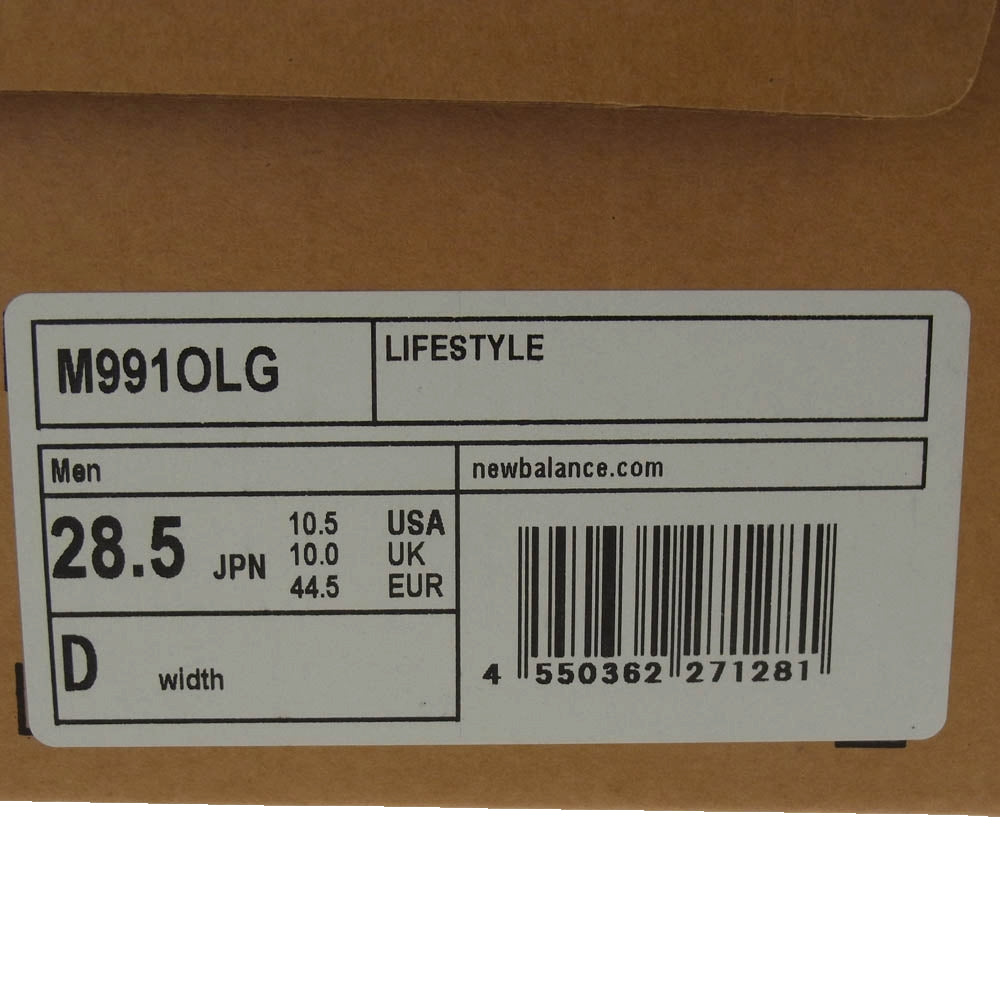 M991OLG
LIFESTYLE
Men
newbalance.com
28.5 JPN
10.5 USA
10.0 UK
44.5 EUR
D width
4 550362 271281